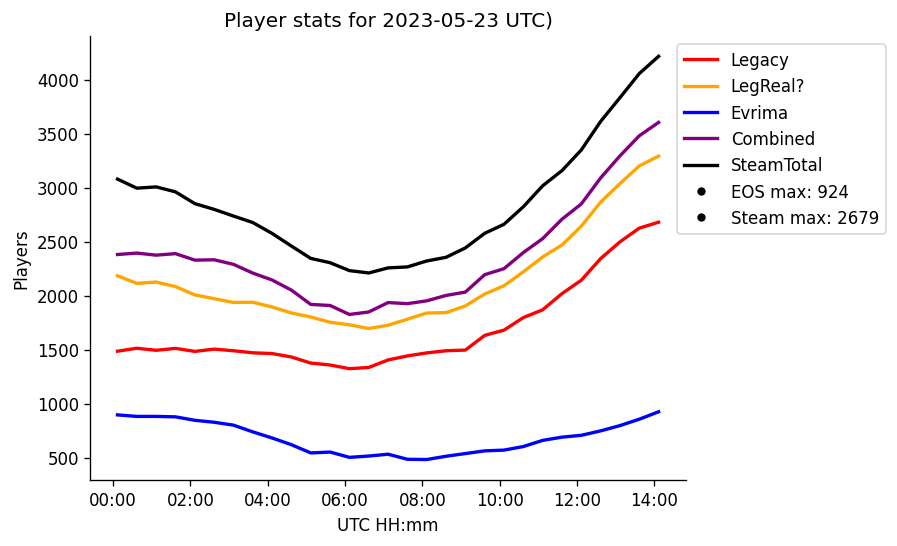 Player stats for 2023-05-23 UTC)
Legacy
LegReal?
Evrima
Combined
SteamTotal
EOS max: 924
Steam max: 2679
4000
3500
3000
2500
2000
1500
1000
500
Players
00:00 02:00 04:00 06:00 08:00 10:00 12:00 14:00
UTC HH:mm